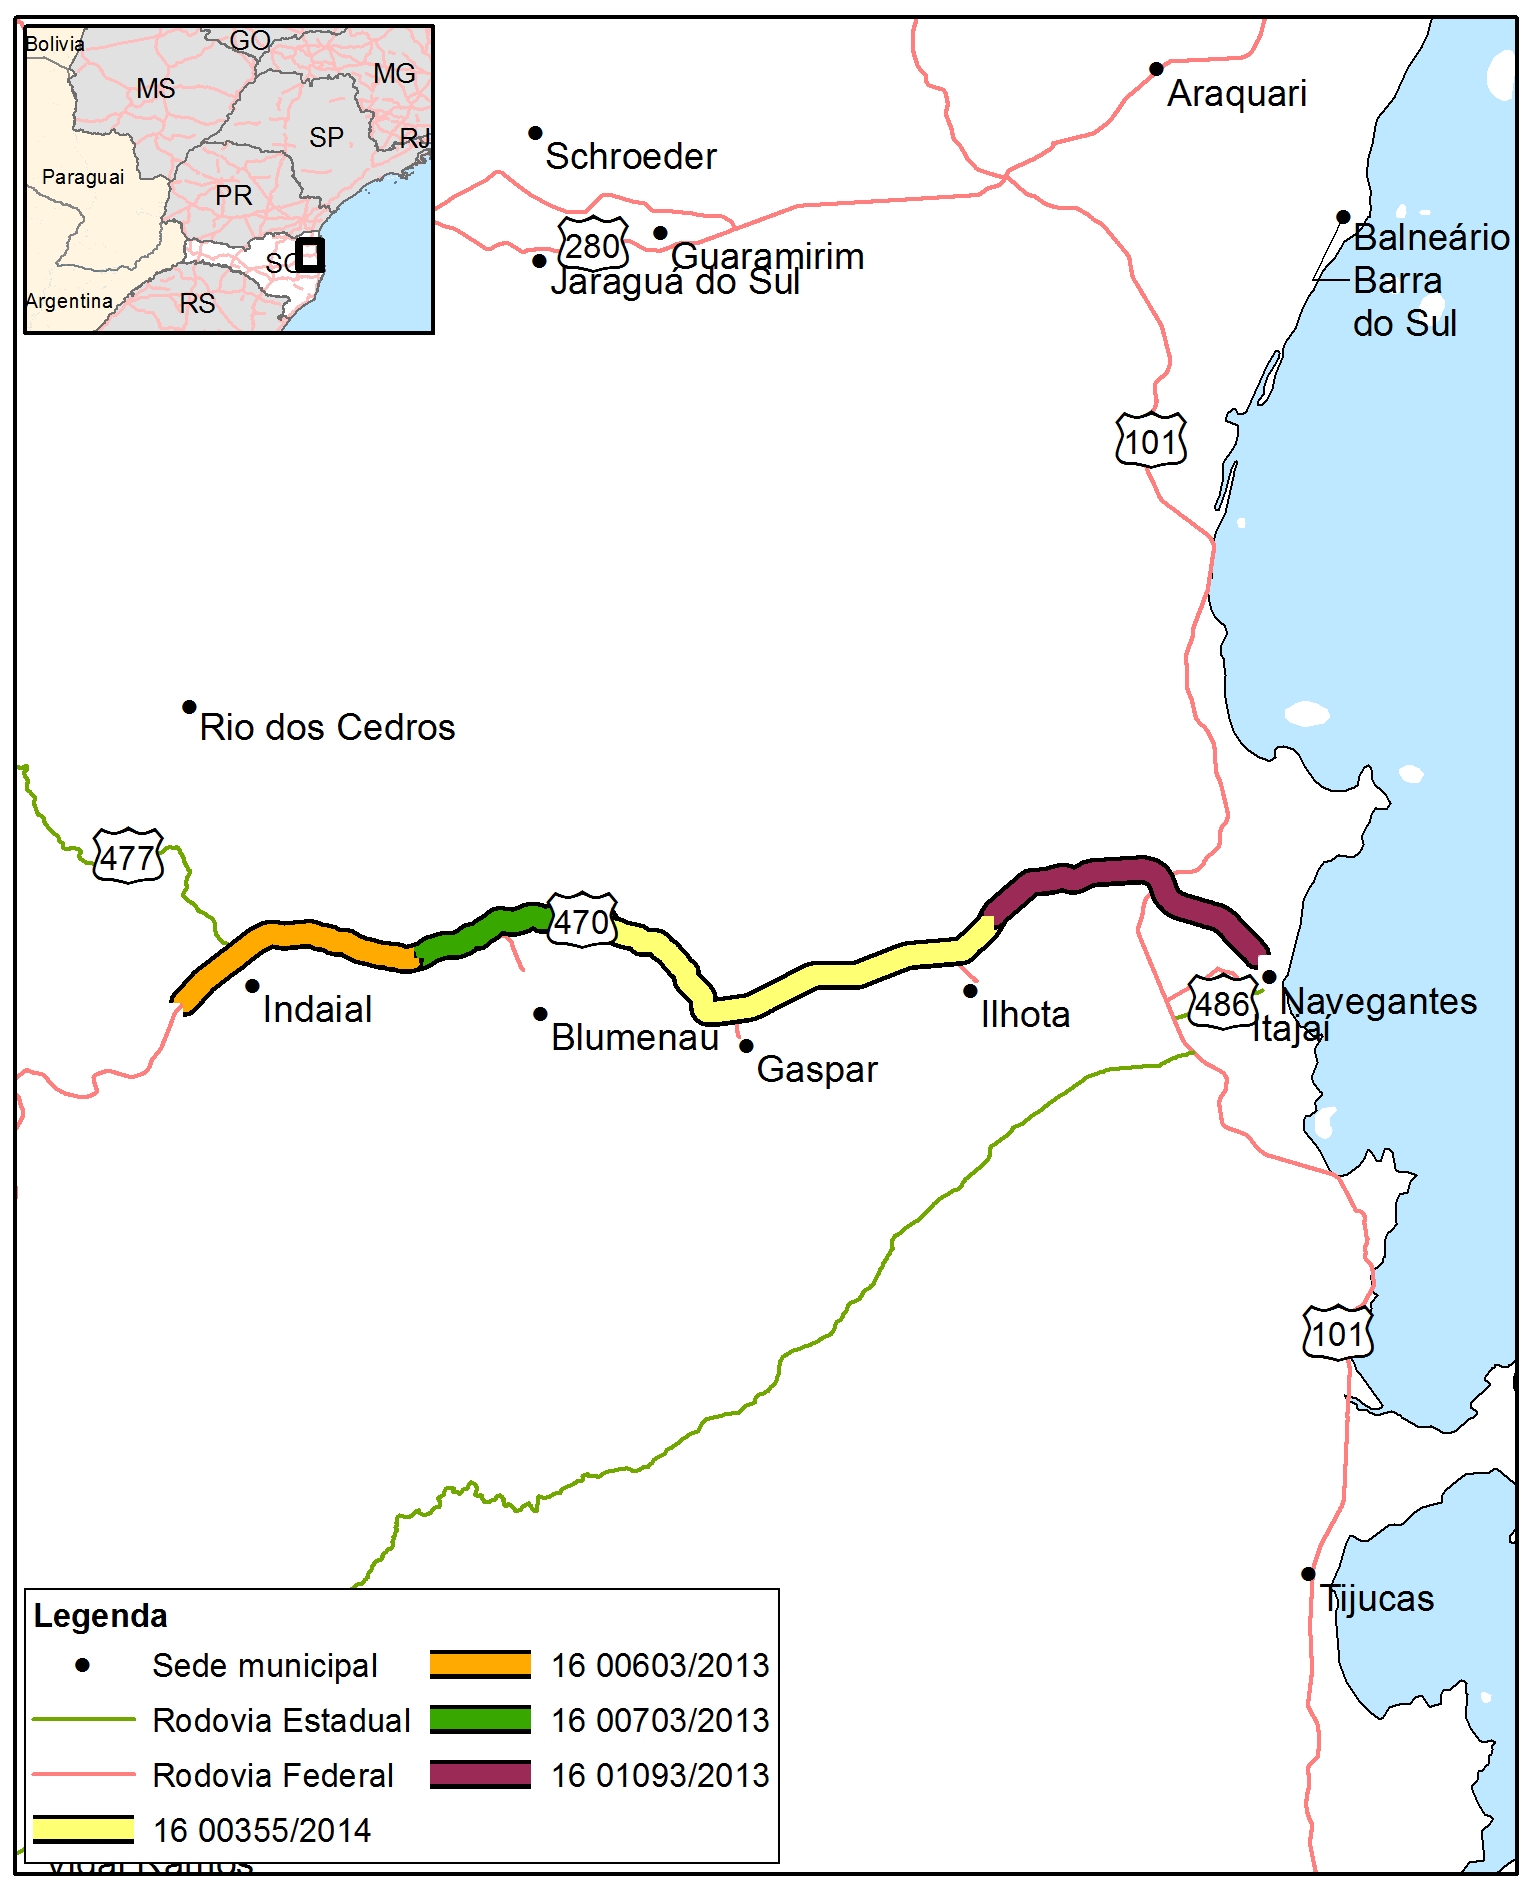 Bolivia
GO
MS
MG
SP
RJ
Paraguai
PR
SC
Argentina
RS
Araquari
Schroeder
280
Guaramirim
Jaraguá do Sul
Balneário
Barra
do Sul
101
Rio dos Cedros
477
470
Indaial
Blumenau
Gaspar
Ilhota
486
Navegantes
Itajaí
101
Tijucas
Legenda
Sede municipal
16 00603/2013
Rodovia Estadual
16 00703/2013
Rodovia Federal
16 01093/2013
16 00355/2014
Vidal Ramos